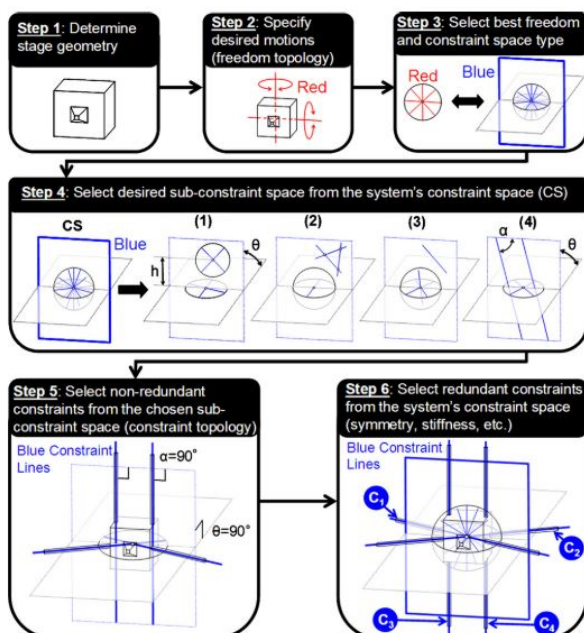 Step 1: Determine
stage geometry
Step 2: Specify
desired motions
(freedom topology)
Red
Step 3: Select best freedom
and constraint space type
Red
Blue
Step 4: Select desired sub-constraint space from the system's constraint space (CS)
CS
Blue
(1)
(2)
(3)
(4)
h
θ
α
θ
Step 5: Select non-redundant
constraints from the chosen sub-
constraint space (constraint topology)
Blue Constraint
Lines
α=90°
θ=90°
Step 6: Select redundant constraints
from the system's constraint space
(symmetry, stiffness, etc.)
Blue Constraint
Lines
C1
C2
C3
C4